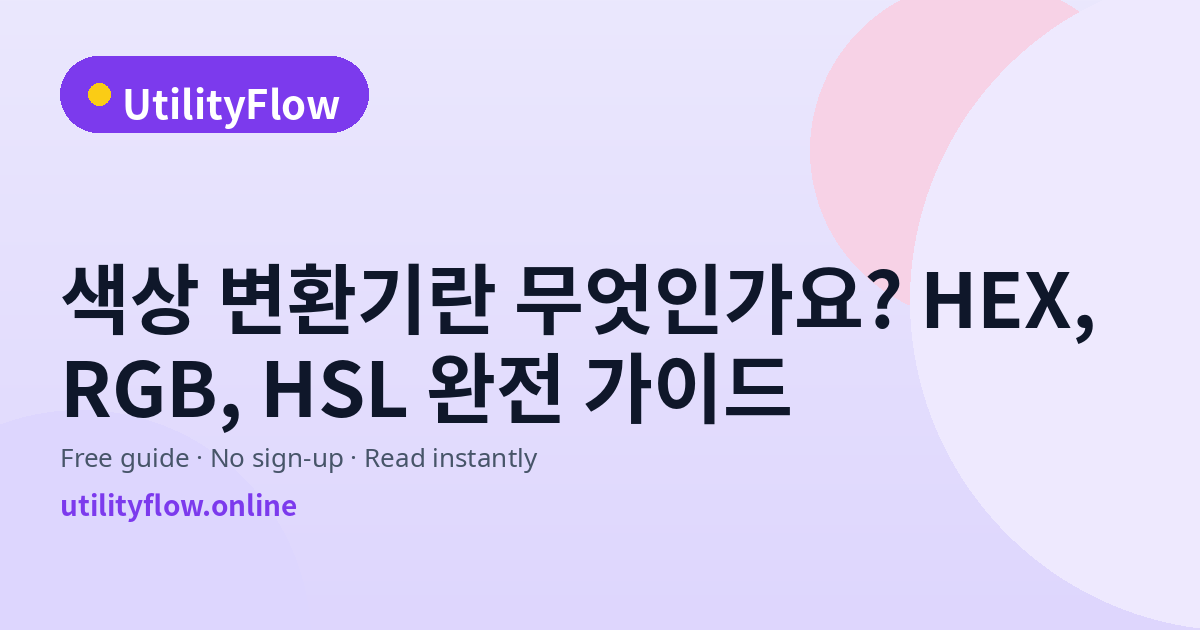 UtilityFlow
색상 변환기란 무엇인가요? HEX,
RGB, HSL 완전 가이드
Free guide · No sign-up · Read instantly
utilityflow.online